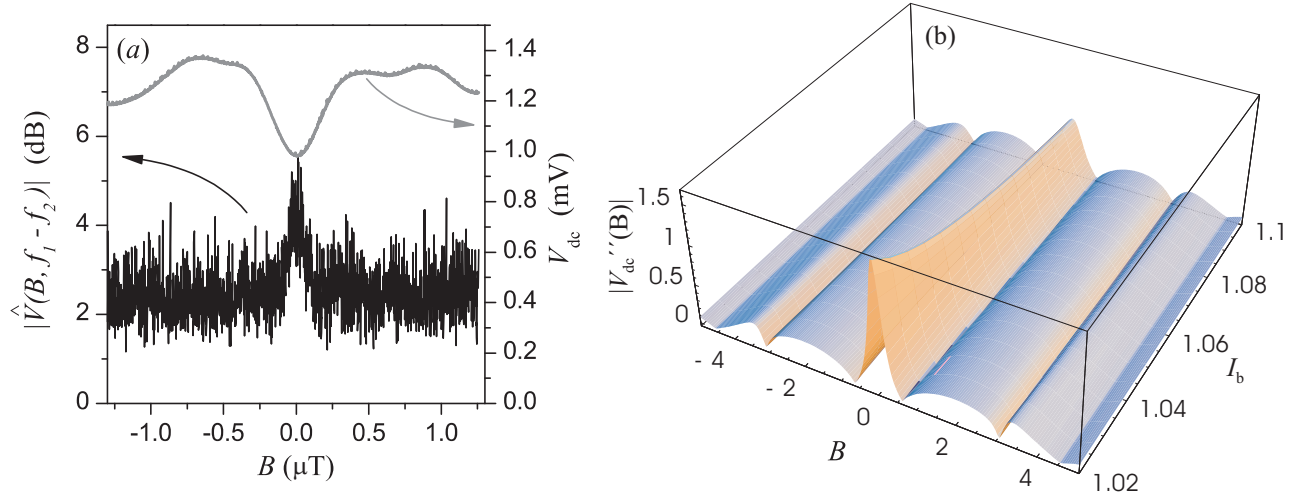 (a)
8
6
4
2
0
|V̂(B, f₁ - f₂)| (dB)
1.4
1.2
1.0
0.8
0.6
0.4
0.2
0.0
V_dc (mV)
-1.0 -0.5 0.0 0.5 1.0
B (μT)
(b)
1.5
1
0.5
0
|V_dc´´(B)|
- 4 - 2 0 2 4
B
1.02 1.04 1.06 1.08 1.1
I_b